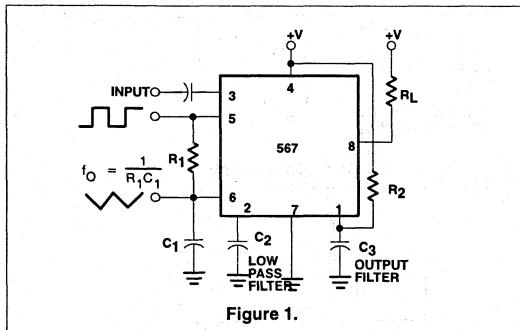 +V
+V
INPUT
3
4
5
567
8
R_L
R_1
R_2
f_O = 1/(R_1C_1)
6
2
7
1
C_1
C_2
C_3
LOW
PASS
FILTER
OUTPUT
FILTER
Figure 1.